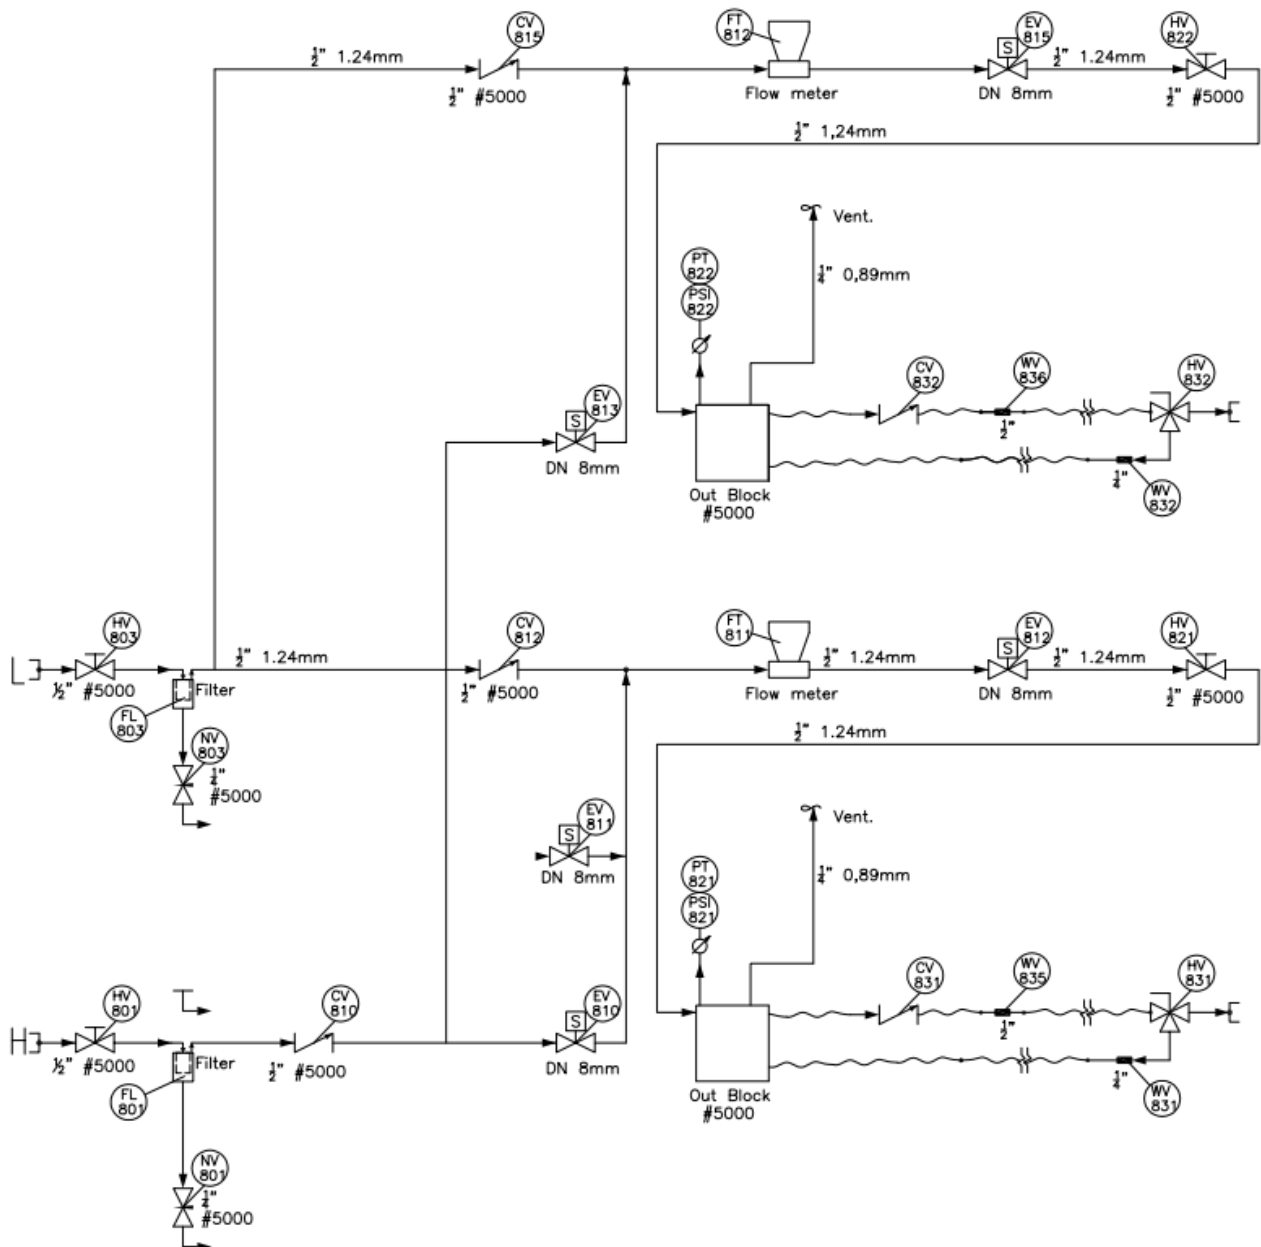 CV
815
FT
812
S
EV
815
HV
822
½" 1.24mm
½" #5000
Flow meter
DN 8mm
½" 1.24mm
½" #5000
½" 1,24mm
Vent.
PT
822
PSI
822
¼" 0,89mm
EV
813
S
DN 8mm
CV
832
WV
836
HV
832
½"
¼"
WV
832
Out Block
#5000
HV
803
L
½" #5000
½" 1.24mm
Filter
FL
803
NV
803
¼"
#5000
CV
812
½" #5000
FT
811
Flow meter
½" 1.24mm
S
EV
812
DN 8mm
½" 1.24mm
HV
821
½" #5000
½" 1.24mm
EV
811
S
DN 8mm
Vent.
PT
821
PSI
821
¼" 0,89mm
HV
801
H
½" #5000
Filter
FL
801
CV
810
½" #5000
EV
810
S
DN 8mm
CV
831
WV
835
HV
831
½"
¼"
WV
831
Out Block
#5000
NV
801
¼"
#5000